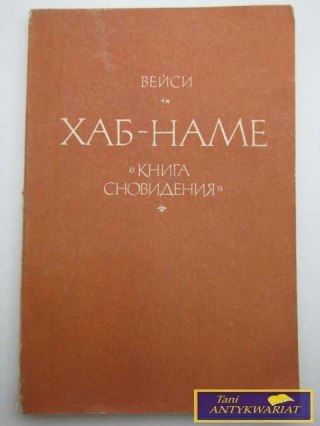 ВЕЙСИ
ХАБ-НАМЕ
«КНИГА
СНОВИДЕНИЯ»
Tani
ANTYKWARIAT